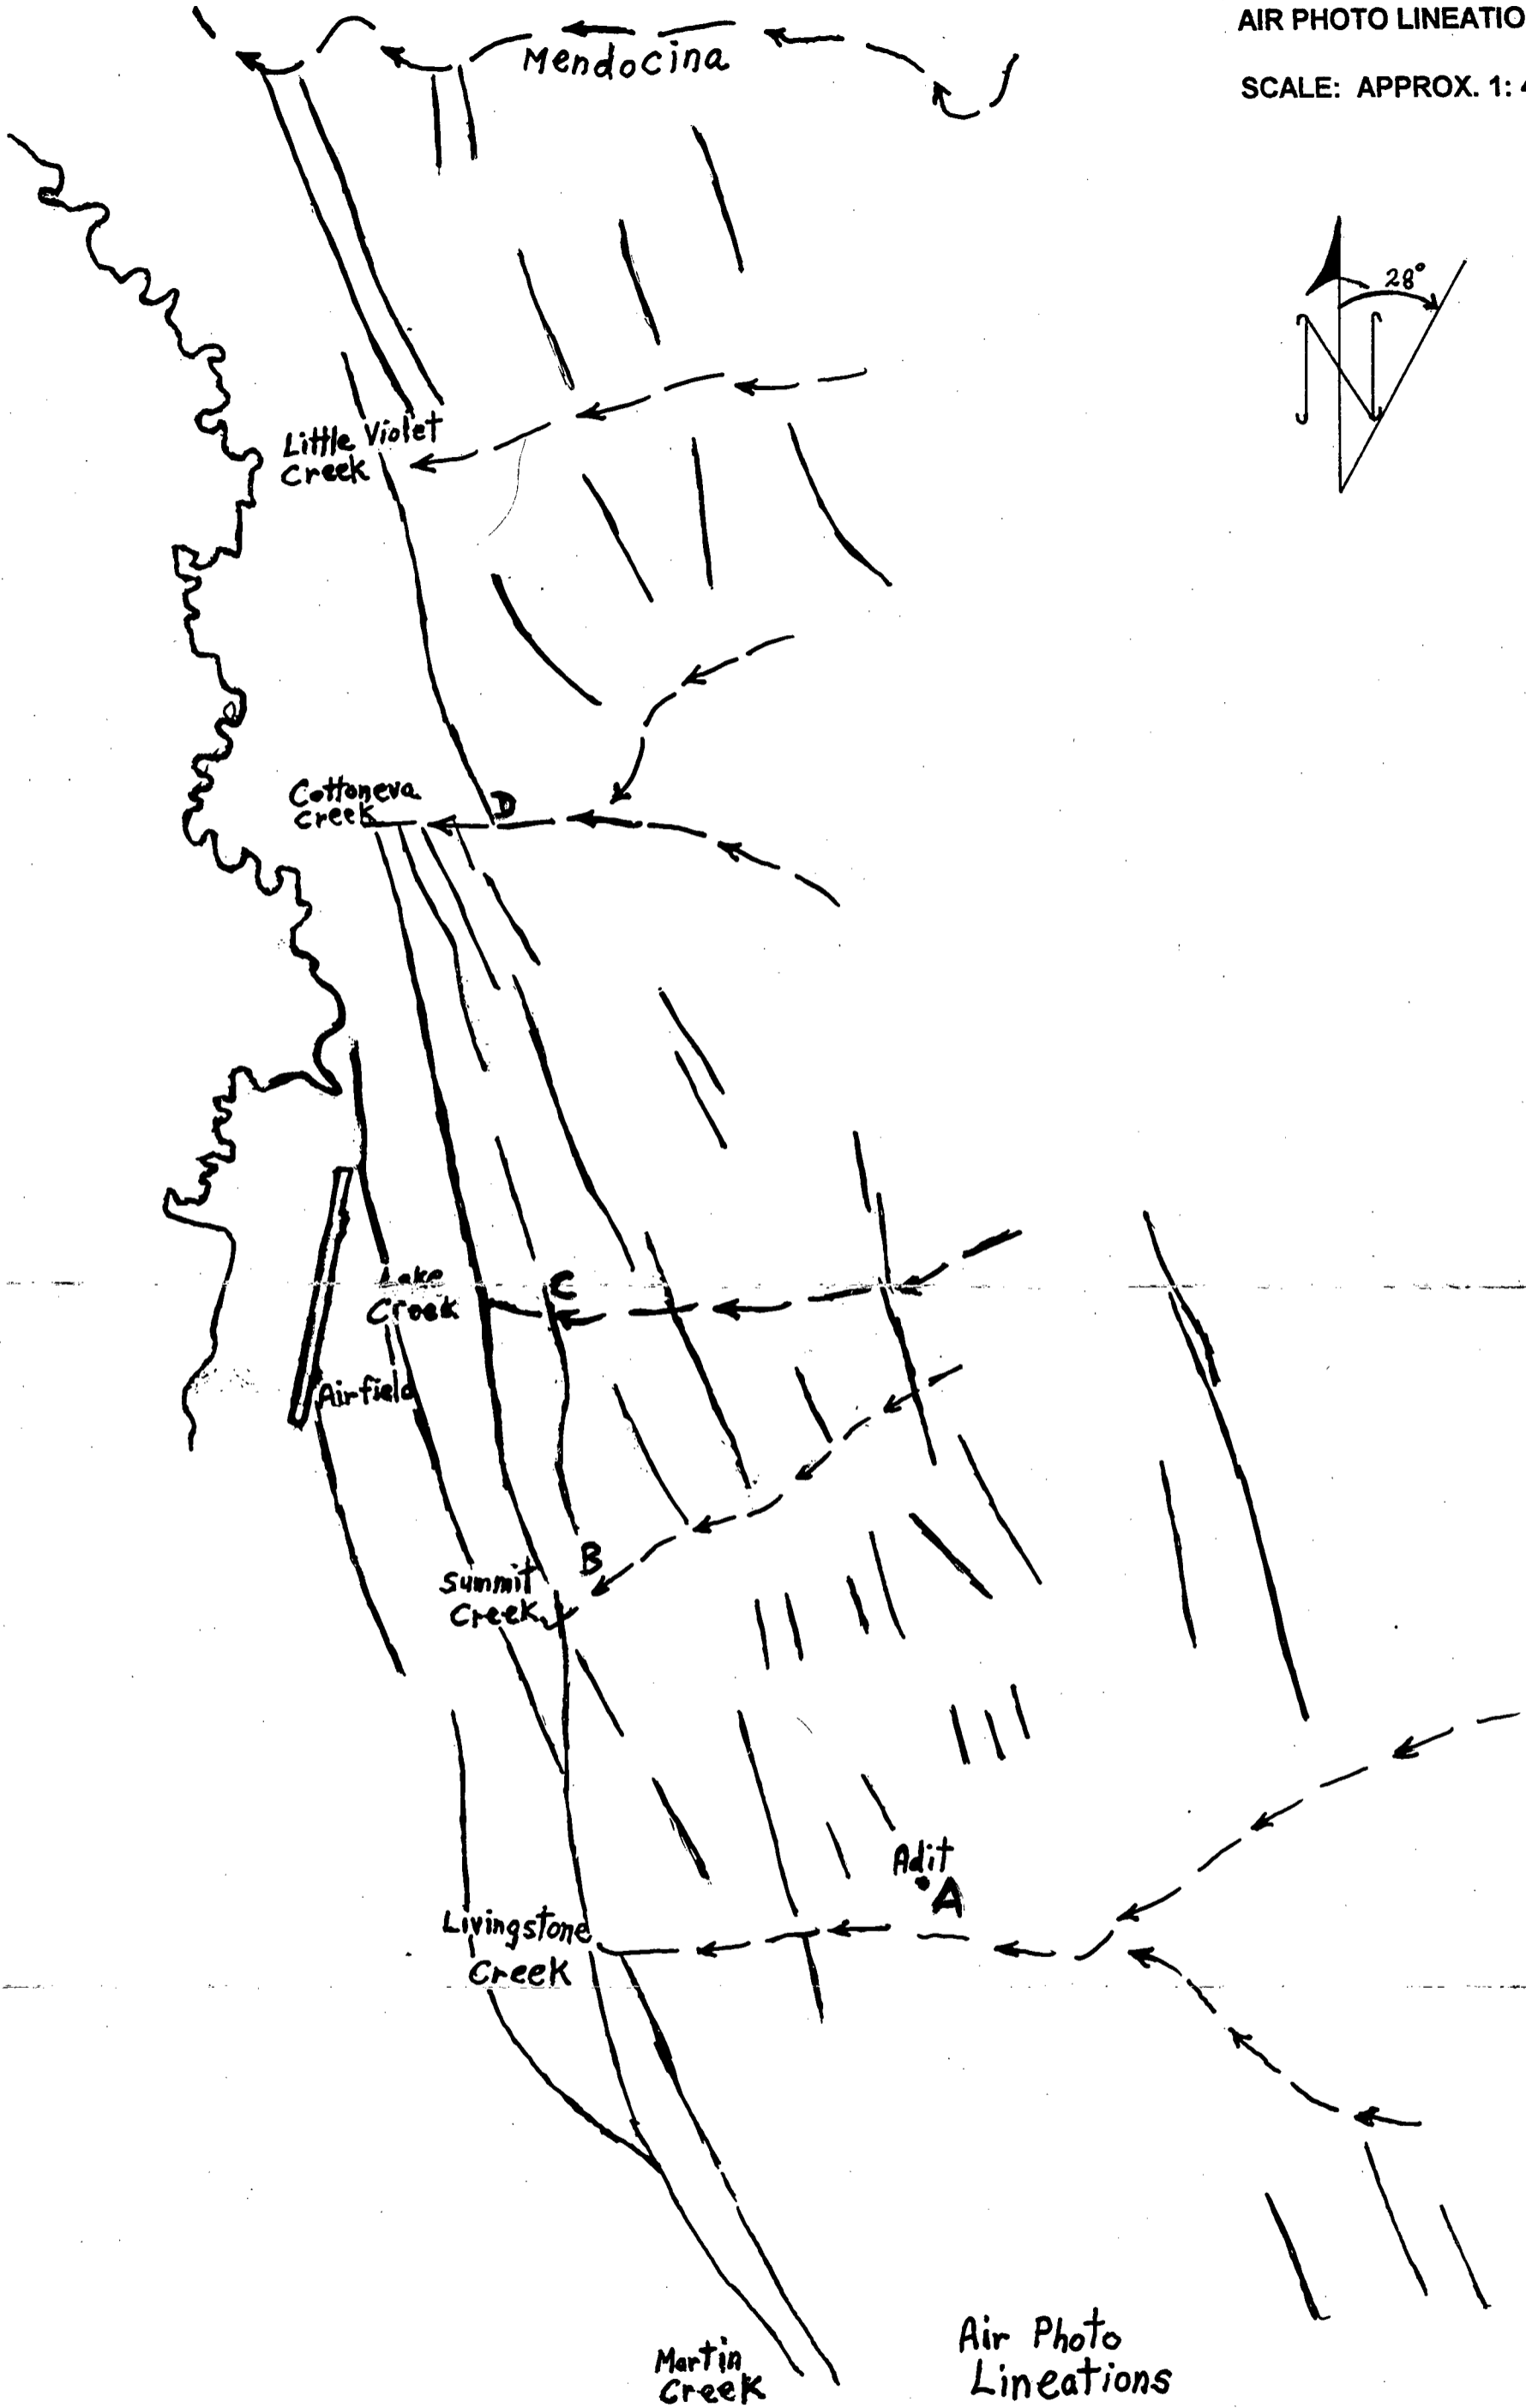 AIR PHOTO LINEATIO
SCALE: APPROX. 1: 4
Mendocina
28°
N
Little Violet
Creek
Cottoneva
Creek
D
Lake
Creek
C
Airfield
B
Summit
Creek
Adit
A
Livingstone
Creek
Air Photo
Lineations
Martin
Creek